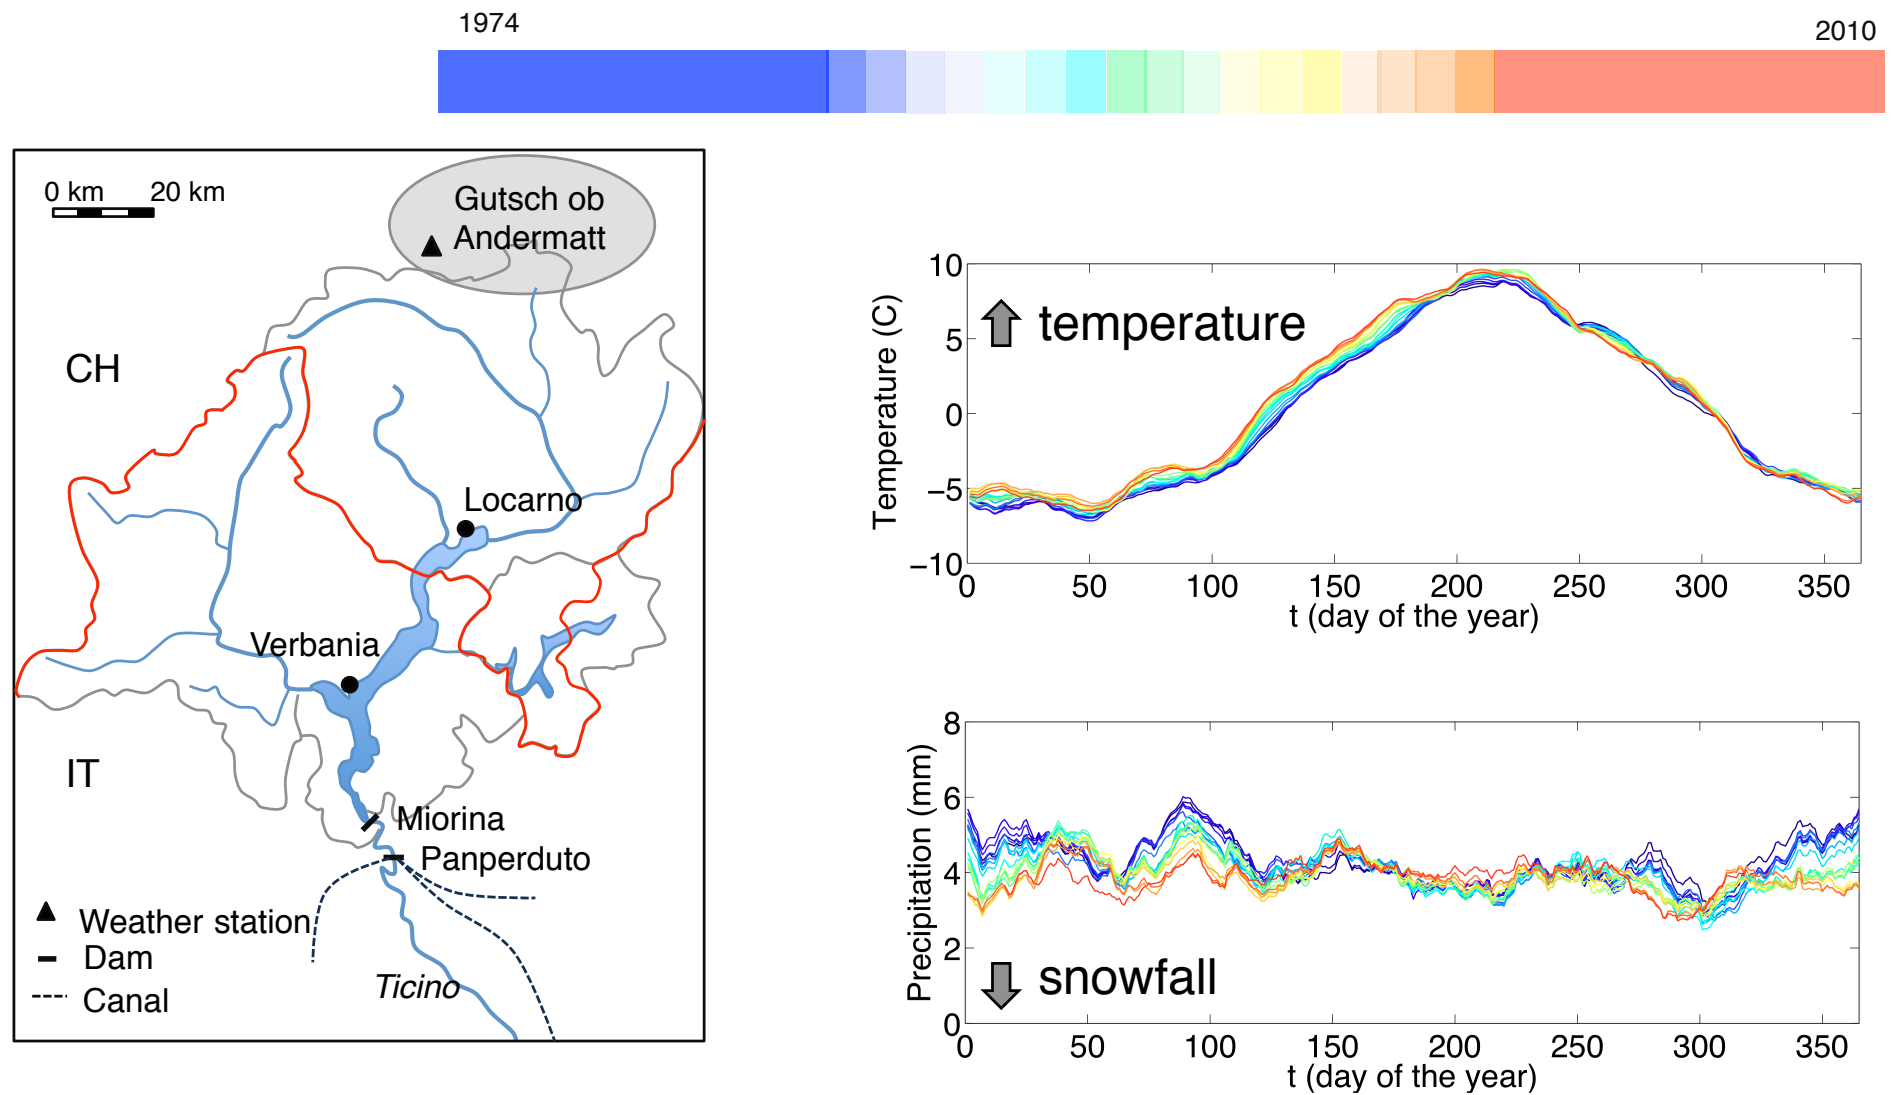 1974
2010
0 km
20 km
Gutsch ob
Andermatt
CH
Locarno
Verbania
IT
Miorina
Panperduto
Weather station
Dam
Canal
Ticino
temperature
Temperature (C)
10
5
0
−5
−10
0 50 100 150 200 250 300 350
t (day of the year)
snowfall
Precipitation (mm)
8
6
4
2
0
0 50 100 150 200 250 300 350
t (day of the year)